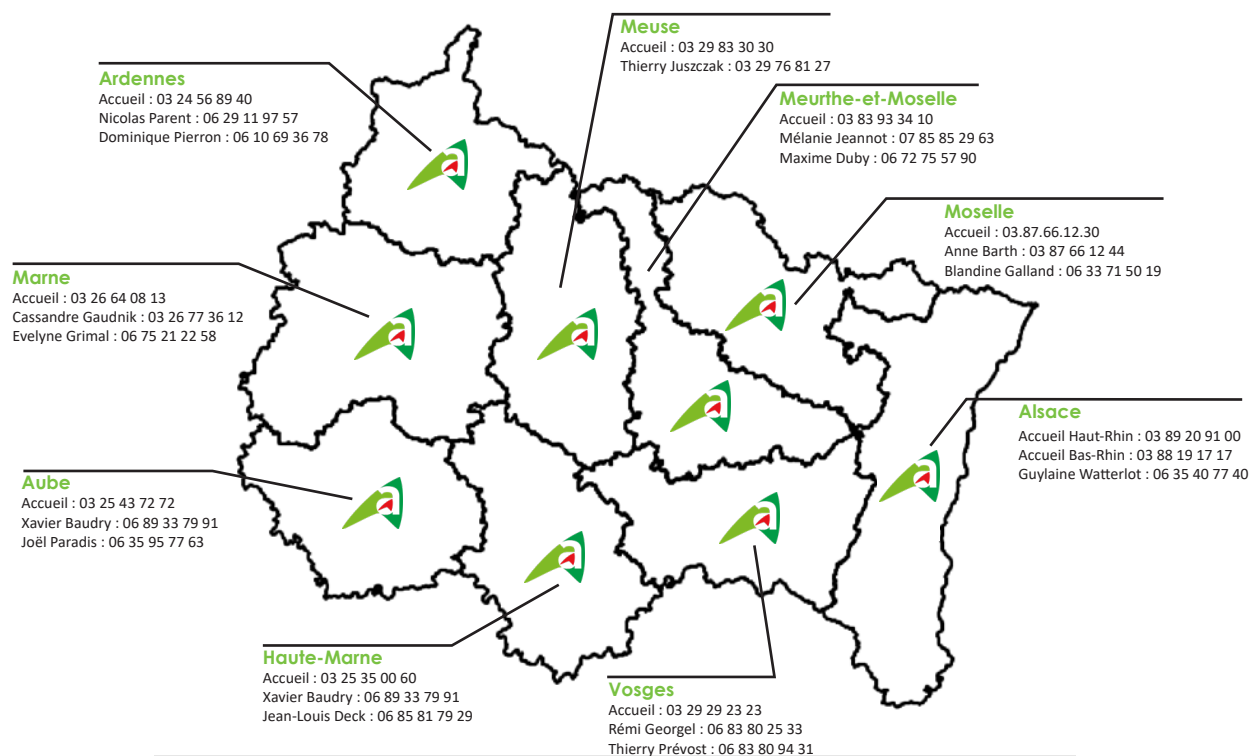 Meuse
Accueil : 03 29 83 30 30
Thierry Juszczak : 03 29 76 81 27
Ardennes
Accueil : 03 24 56 89 40
Nicolas Parent : 06 29 11 97 57
Dominique Pierron : 06 10 69 36 78
Meurthe-et-Moselle
Accueil : 03 83 93 34 10
Mélanie Jeannot : 07 85 85 29 63
Maxime Duby : 06 72 75 57 90
Moselle
Accueil : 03.87.66.12.30
Anne Barth : 03 87 66 12 44
Blandine Galland : 06 33 71 50 19
Marne
Accueil : 03 26 64 08 13
Cassandre Gaudnik : 03 26 77 36 12
Evelyne Grimal : 06 75 21 22 58
Alsace
Accueil Haut-Rhin : 03 89 20 91 00
Accueil Bas-Rhin : 03 88 19 17 17
Guylaine Watterlot : 06 35 40 77 40
Aube
Accueil : 03 25 43 72 72
Xavier Baudry : 06 89 33 79 91
Joël Paradis : 06 35 95 77 63
Haute-Marne
Accueil : 03 25 35 00 60
Xavier Baudry : 06 89 33 79 91
Jean-Louis Deck : 06 85 81 79 29
Vosges
Accueil : 03 29 29 23 23
Rémi Georgel : 06 83 80 25 33
Thierry Prévost : 06 83 80 94 31